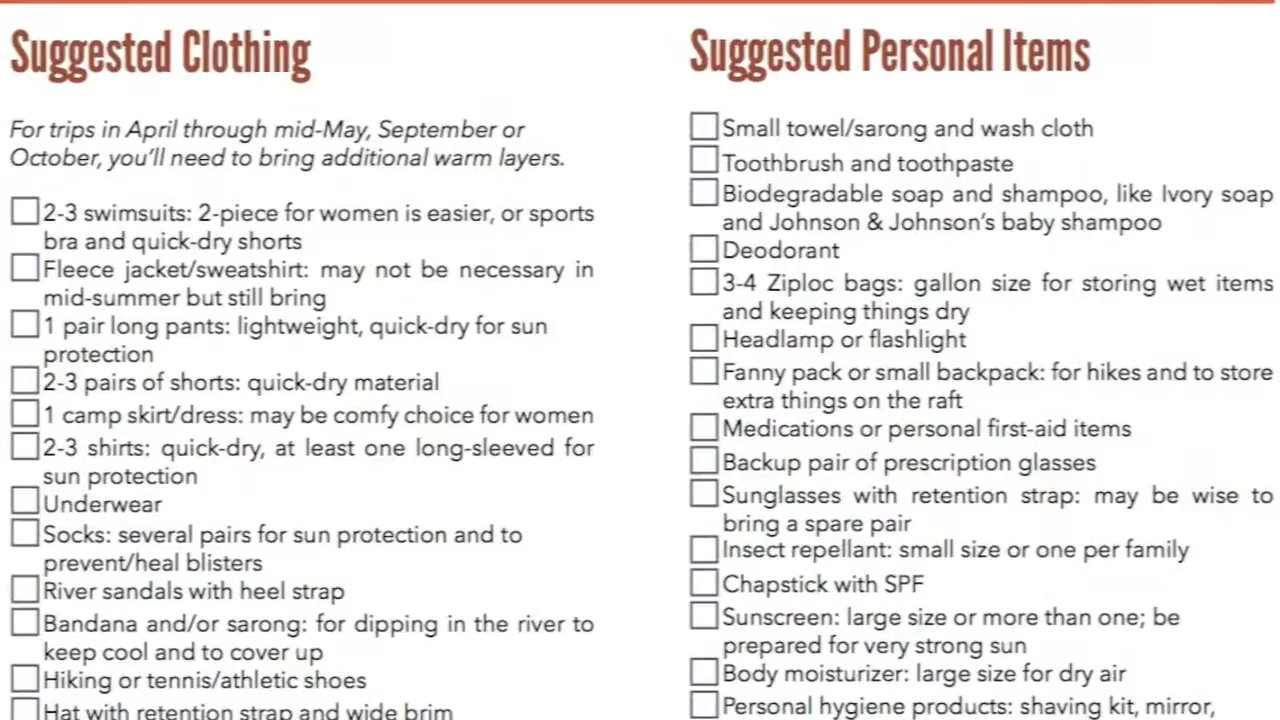 Suggested Clothing
For trips in April through mid-May, September or
October, you'll need to bring additional warm layers.
2-3 swimsuits: 2-piece for women is easier, or sports
bra and quick-dry shorts
Fleece jacket/sweatshirt: may not be necessary in
mid-summer but still bring
1 pair long pants: lightweight, quick-dry for sun
protection
2-3 pairs of shorts: quick-dry material
1 camp skirt/dress: may be comfy choice for women
2-3 shirts: quick-dry, at least one long-sleeved for
sun protection
Underwear
Socks: several pairs for sun protection and to
prevent/heal blisters
River sandals with heel strap
Bandana and/or sarong: for dipping in the river to
keep cool and to cover up
Hiking or tennis/athletic shoes
Hat with retention strap and wide brim
Suggested Personal Items
Small towel/sarong and wash cloth
Toothbrush and toothpaste
Biodegradable soap and shampoo, like Ivory soap
and Johnson & Johnson's baby shampoo
Deodorant
3-4 Ziploc bags: gallon size for storing wet items
and keeping things dry
Headlamp or flashlight
Fanny pack or small backpack: for hikes and to store
extra things on the raft
Medications or personal first-aid items
Backup pair of prescription glasses
Sunglasses with retention strap: may be wise to
bring a spare pair
Insect repellant: small size or one per family
Chapstick with SPF
Sunscreen: large size or more than one; be
prepared for very strong sun
Body moisturizer: large size for dry air
Personal hygiene products: shaving kit, mirror,